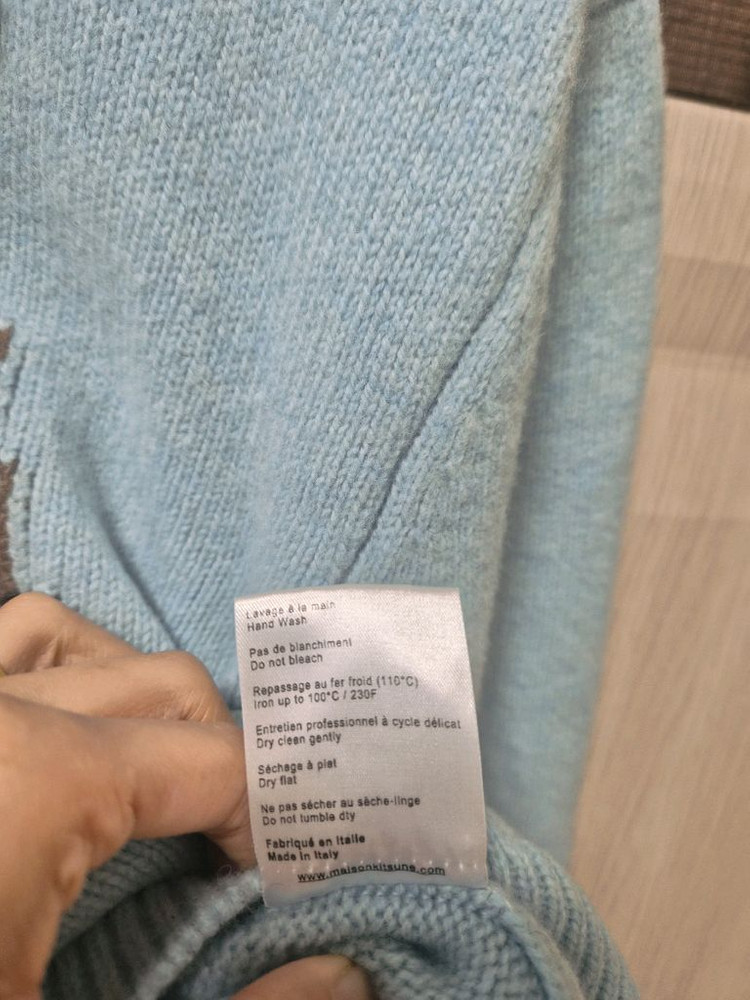 Lavage à la main
Hand Wash
Pas de blanchiment
Do not bleach
Repassage au fer froid (110°C)
Iron up to 100°C / 230F
Entretien professionnel à cycle délicat
Dry clean gently
Séchage à plat
Dry flat
Ne pas sécher au sèche-linge
Do not tumble dty
Fabriqué en Italie
Made in Italy
www.maisonkitsune.com